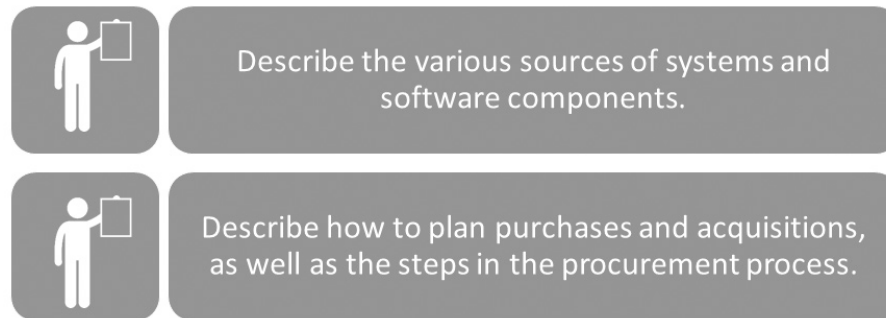 Describe the various sources of systems and
software components.
Describe how to plan purchases and acquisitions,
as well as the steps in the procurement process.